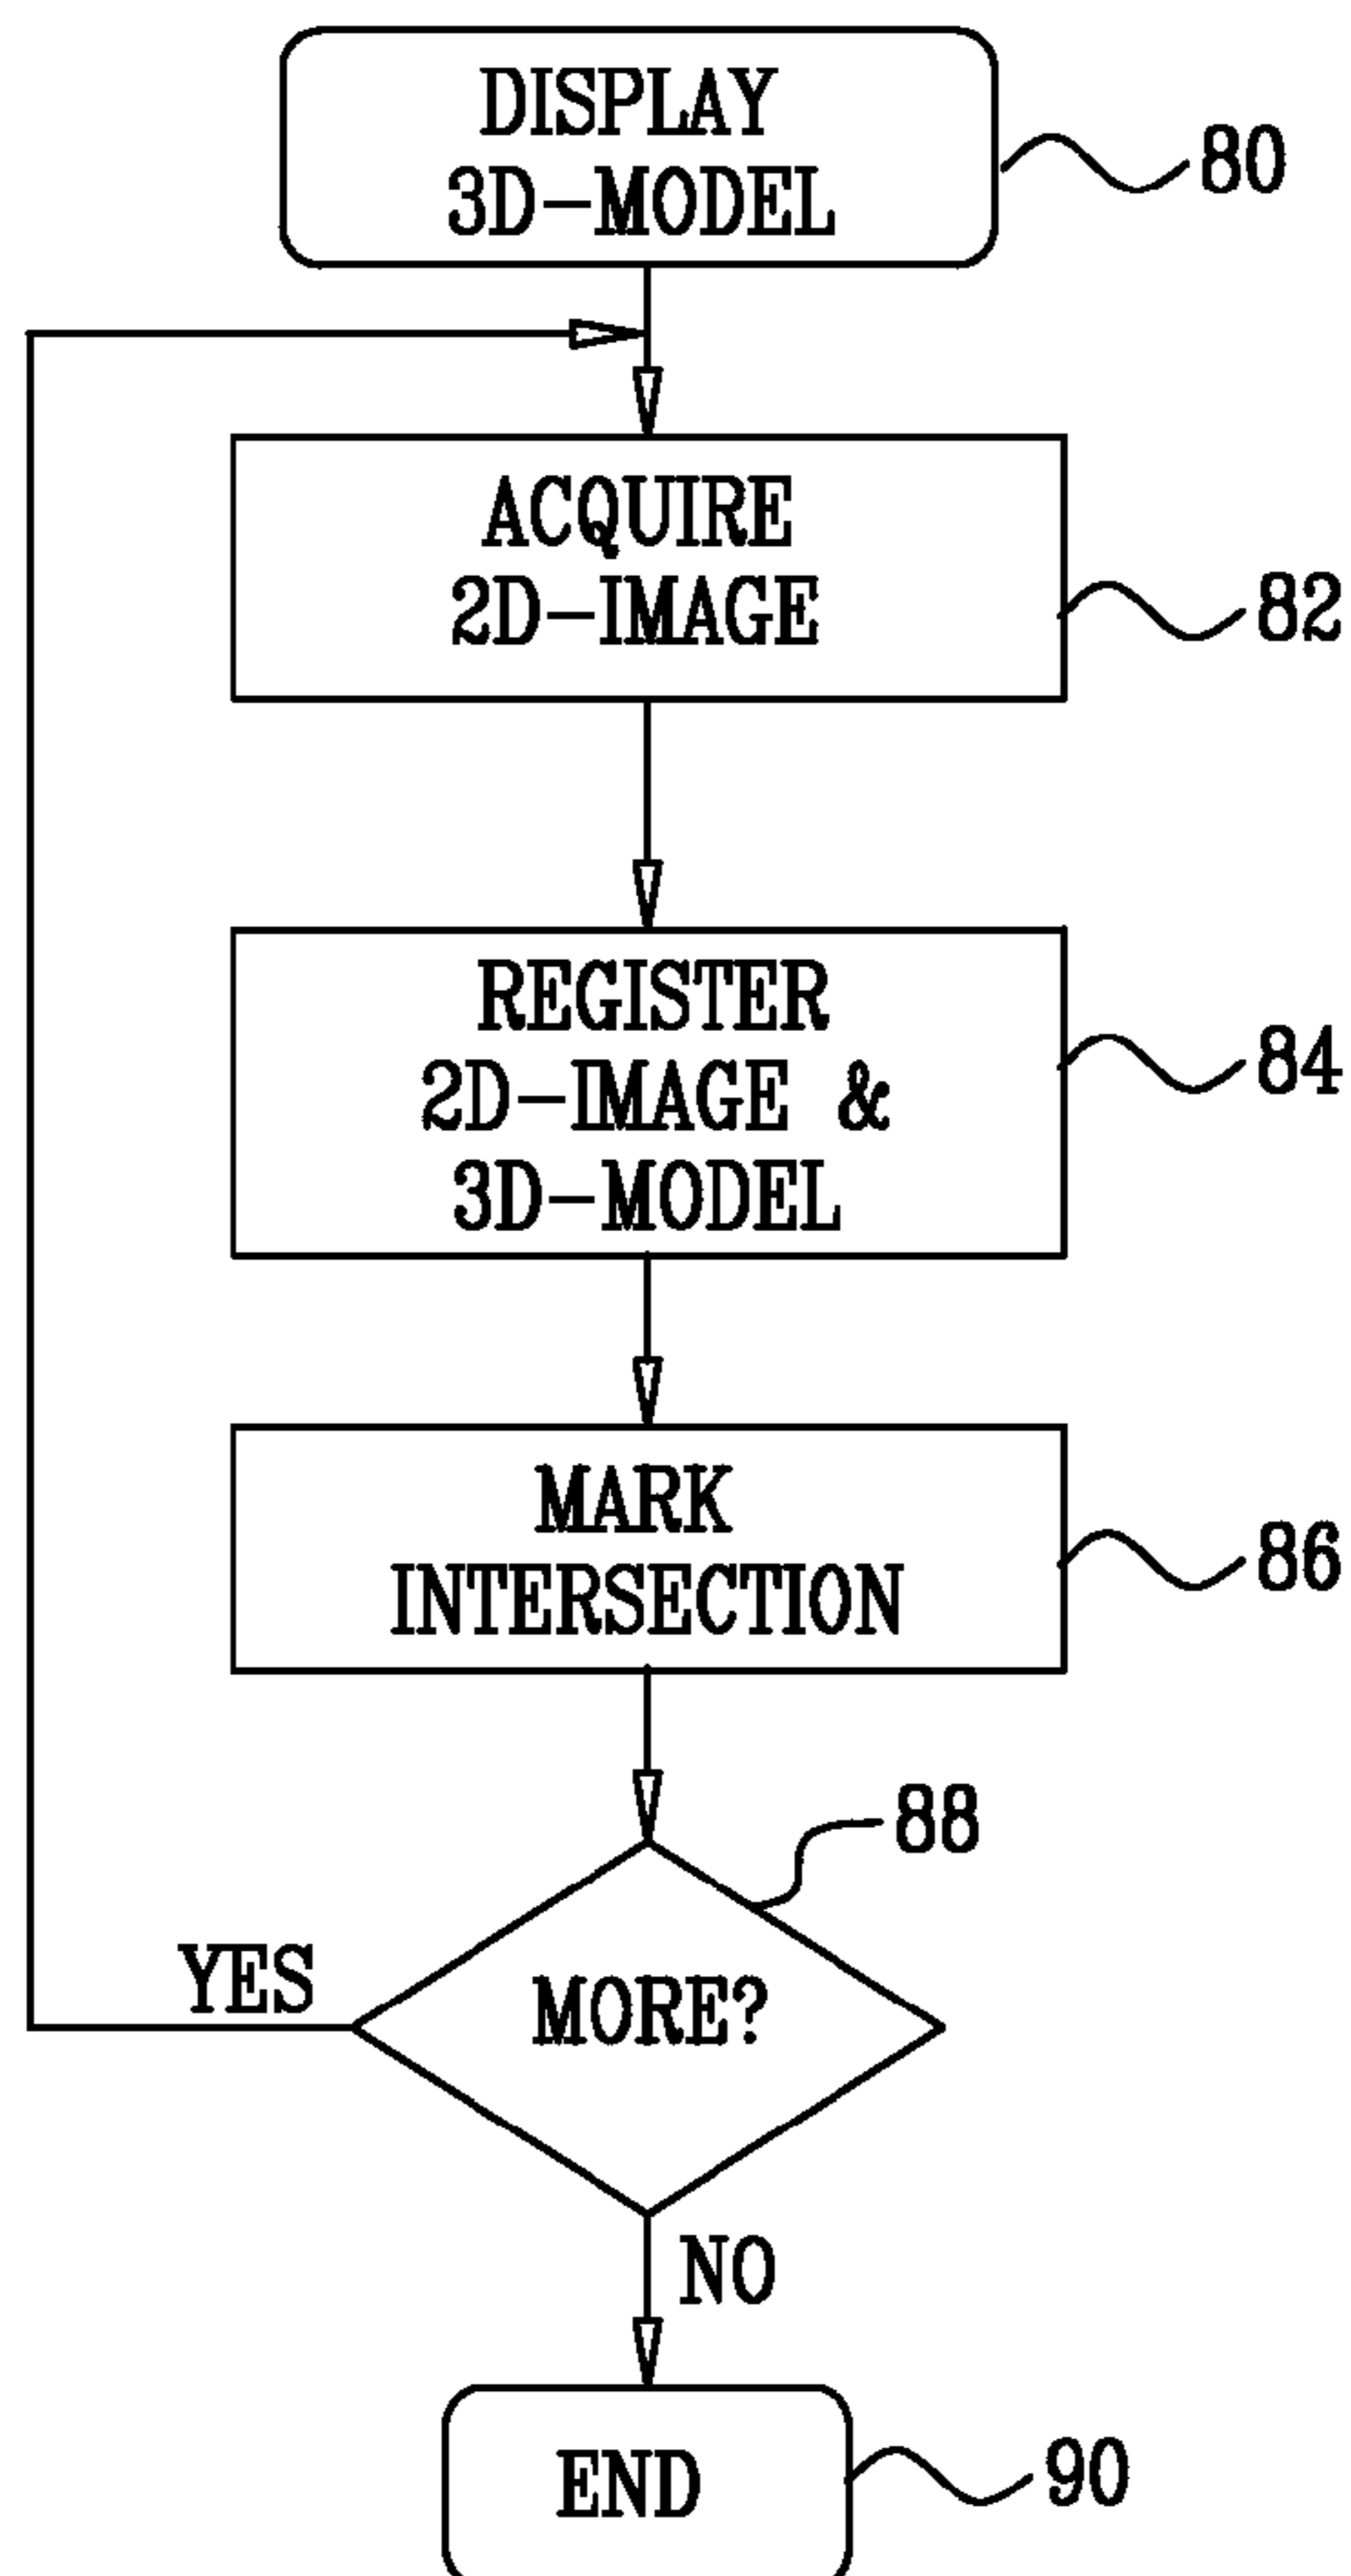 DISPLAY
3D-MODEL
80
ACQUIRE
2D-IMAGE
82
REGISTER
2D-IMAGE &
3D-MODEL
84
MARK
INTERSECTION
86
88
YES
MORE?
NO
END
90